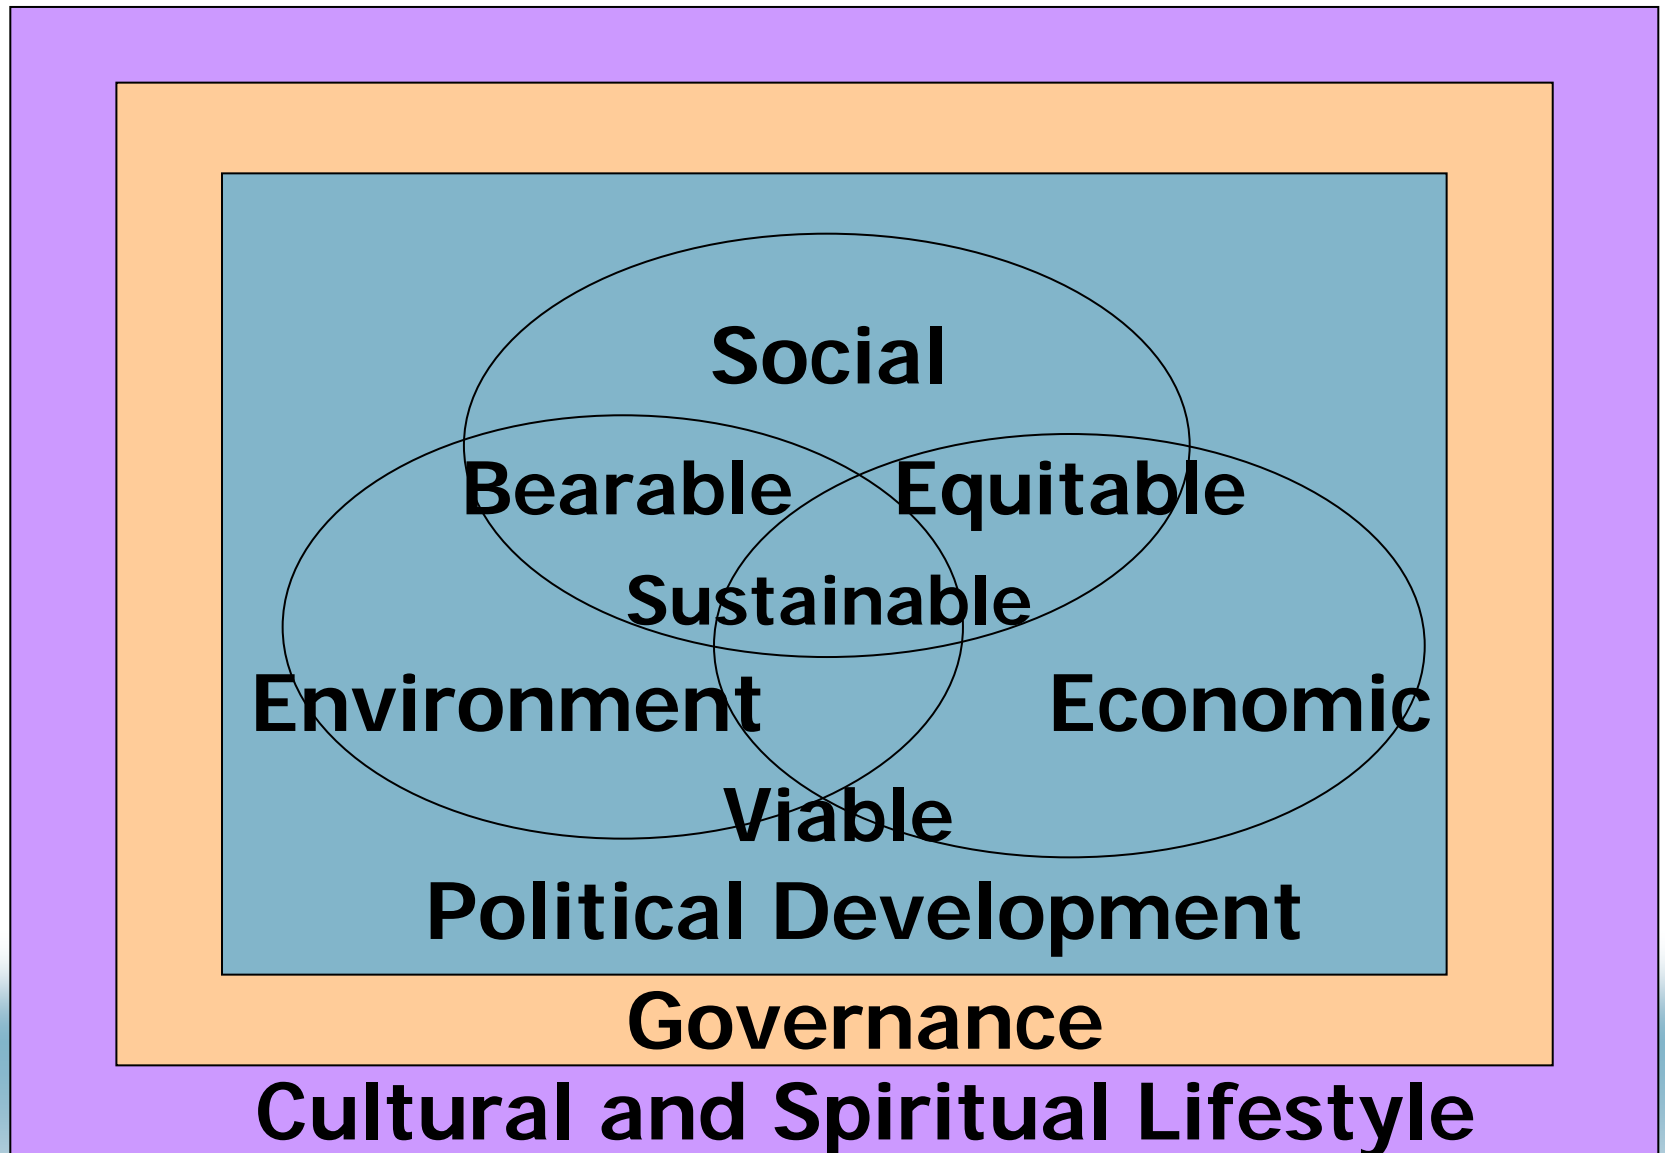 Social
Bearable
Equitable
Sustainable
Environment
Economic
Viable
Political Development
Governance
Cultural and Spiritual Lifestyle